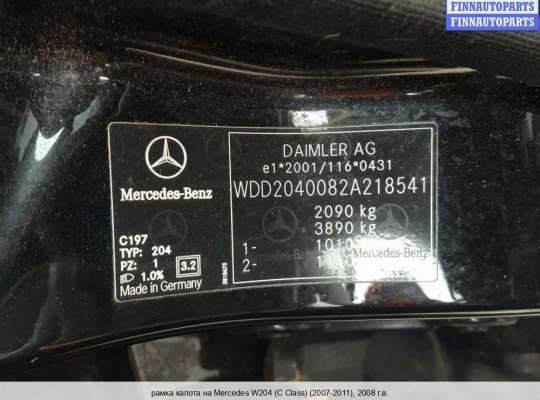 FINNAUTOPARTS
FINNAUTOPARTS
DAIMLER AG
e1*2001/116*0431
WDD2040082A218541
2090 kg
3890 kg
1- 1010
2-
Mercedes-Benz
Mercedes-Benz
C197
TYP: 204
PZ: 1
1.0%
3.2
Made in Germany
рамка капота на Mercedes W204 (C Class) (2007-2011), 2008 г.в.